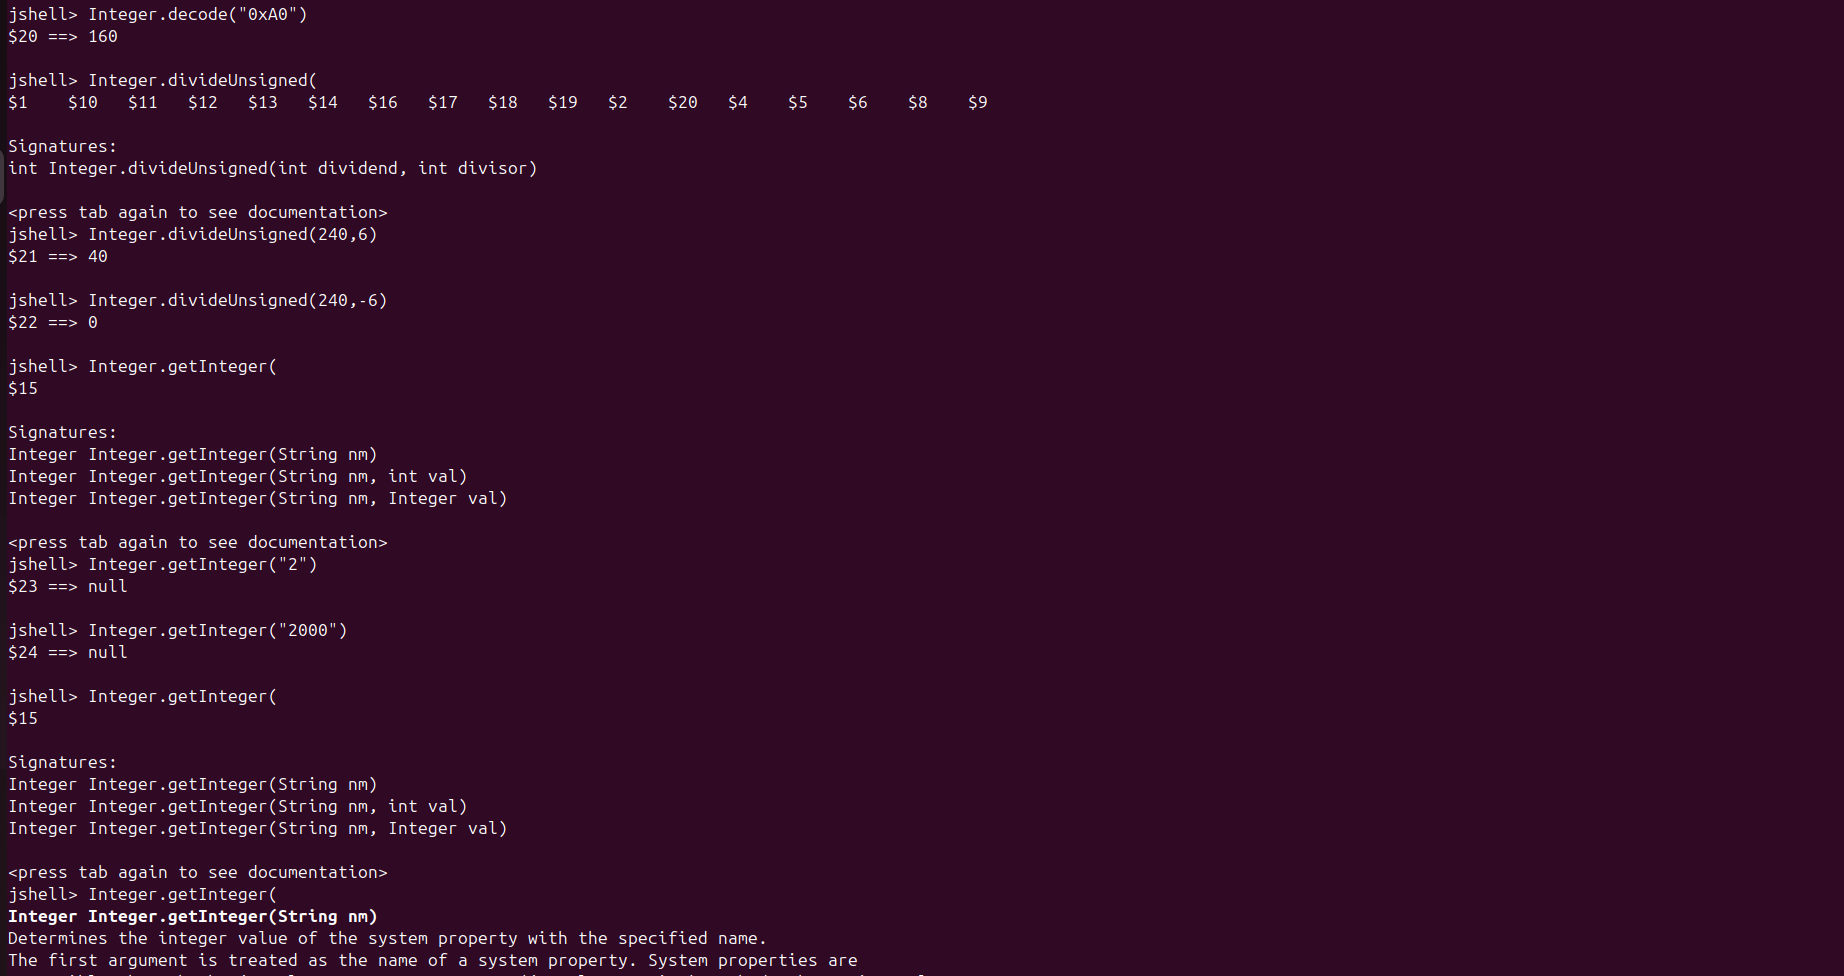 jshell> Integer.decode("0xA0")
$20 ==> 160
jshell> Integer.divideUnsigned(
$1 $10 $11 $12 $13 $14 $16 $17 $18 $19 $2 $20 $4 $5 $6 $8 $9
Signatures:
int Integer.divideUnsigned(int dividend, int divisor)
<press tab again to see documentation>
jshell> Integer.divideUnsigned(240,6)
$21 ==> 40
jshell> Integer.divideUnsigned(240,-6)
$22 ==> 0
jshell> Integer.getInteger(
$15
Signatures:
Integer Integer.getInteger(String nm)
Integer Integer.getInteger(String nm, int val)
Integer Integer.getInteger(String nm, Integer val)
<press tab again to see documentation>
jshell> Integer.getInteger("2")
$23 ==> null
jshell> Integer.getInteger("2000")
$24 ==> null
jshell> Integer.getInteger(
$15
Signatures:
Integer Integer.getInteger(String nm)
Integer Integer.getInteger(String nm, int val)
Integer Integer.getInteger(String nm, Integer val)
<press tab again to see documentation>
jshell> Integer.getInteger(
Integer Integer.getInteger(String nm)
Determines the integer value of the system property with the specified name.
The first argument is treated as the name of a system property. System properties are